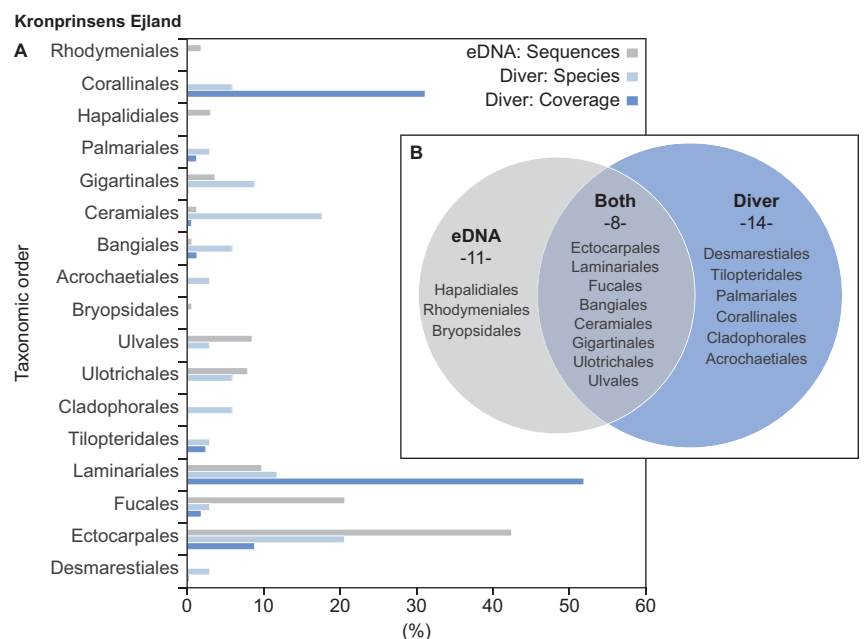 Kronprinsens Ejland
A
Rhodymeniales
Corallinales
Hapalidiales
Palmariales
Gigartinales
Ceramiales
Bangiales
Acrochaetiales
Bryopsidales
Ulvales
Ulotrichales
Cladophorales
Tilopteridales
Laminariales
Fucales
Ectocarpales
Desmarestiales
Taxonomic order
0 10 20 30 40 50 60
(%)
eDNA: Sequences
Diver: Species
Diver: Coverage
B
eDNA
-11-
Hapalidiales
Rhodymeniales
Bryopsidales
Both
-8-
Ectocarpales
Laminariales
Fucales
Bangiales
Ceramiales
Gigartinales
Ulotrichales
Ulvales
Diver
-14-
Desmarestiales
Tilopteridales
Palmariales
Corallinales
Cladophorales
Acrochaetiales